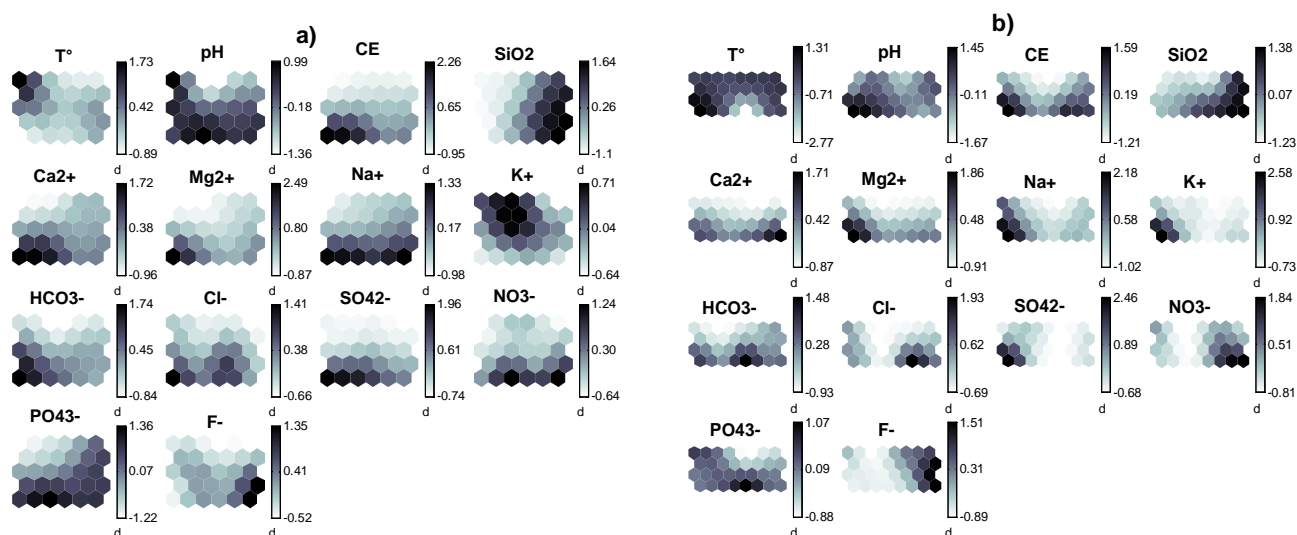 a)
T° pH CE SiO2
1.73 0.99 2.26 1.64
0.42 -0.18 0.65 0.26
-0.89 -1.36 -0.95 -1.1
d d d d
Ca2+ Mg2+ Na+ K+
1.72 2.49 1.33 0.71
0.38 0.80 0.17 0.04
-0.96 -0.87 -0.98 -0.64
d d d d
HCO3- Cl- SO42- NO3-
1.74 1.41 1.96 1.24
0.45 0.38 0.61 0.30
-0.84 -0.66 -0.74 -0.64
d d d d
PO43- F-
1.36 1.35
0.07 0.41
-1.22 -0.52
d d
b)
T° pH CE SiO2
1.31 1.45 1.59 1.38
-0.71 -0.11 0.19 0.07
-2.77 -1.67 -1.21 -1.23
d d d d
Ca2+ Mg2+ Na+ K+
1.71 1.86 2.18 2.58
0.42 0.48 0.58 0.92
-0.87 -0.91 -1.02 -0.73
d d d d
HCO3- Cl- SO42- NO3-
1.48 1.93 2.46 1.84
0.28 0.62 0.89 0.51
-0.93 -0.69 -0.68 -0.81
d d d d
PO43- F-
1.07 1.51
0.09 0.31
-0.88 -0.89
d d